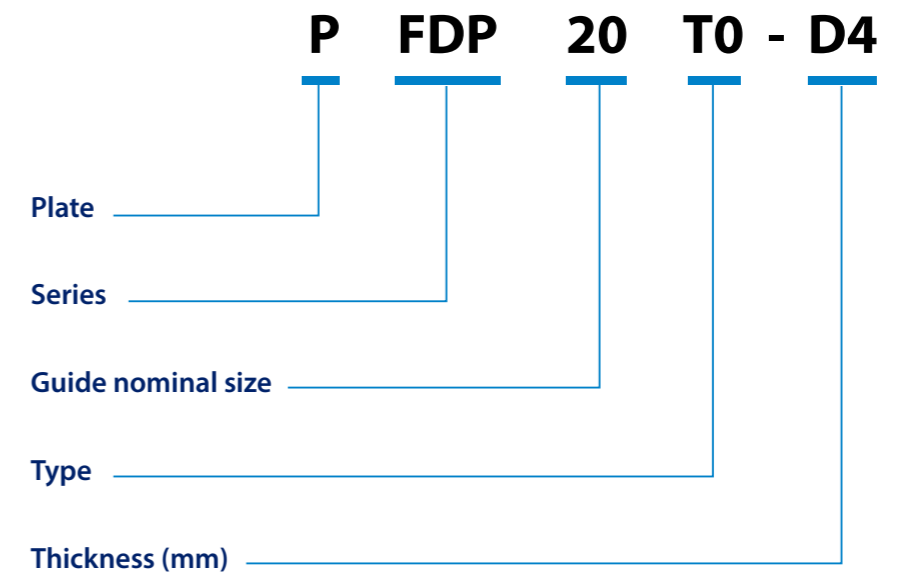 P FDP 20 T0 - D4
Plate
Series
Guide nominal size
Type
Thickness (mm)